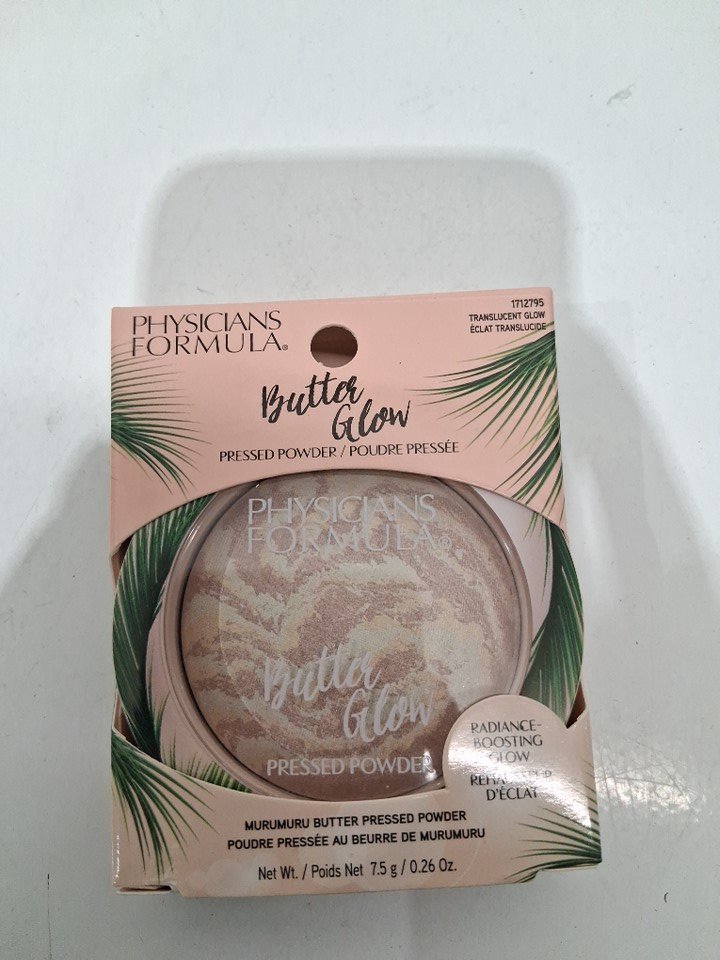 PHYSICIANS
FORMULA®
1712795
TRANSLUCENT GLOW
ÉCLAT TRANSLUCIDE
Butter
Glow
PRESSED POWDER / POUDRE PRESSÉE
PHYSICIANS
FORMULA®
Butter
Glow
PRESSED POWDER
RADIANCE-
BOOSTING
GLOW
D'ÉCLAT
MURUMURU BUTTER PRESSED POWDER
POUDRE PRESSÉE AU BEURRE DE MURUMURU
Net Wt. / Poids Net 7.5 g / 0.26 Oz.